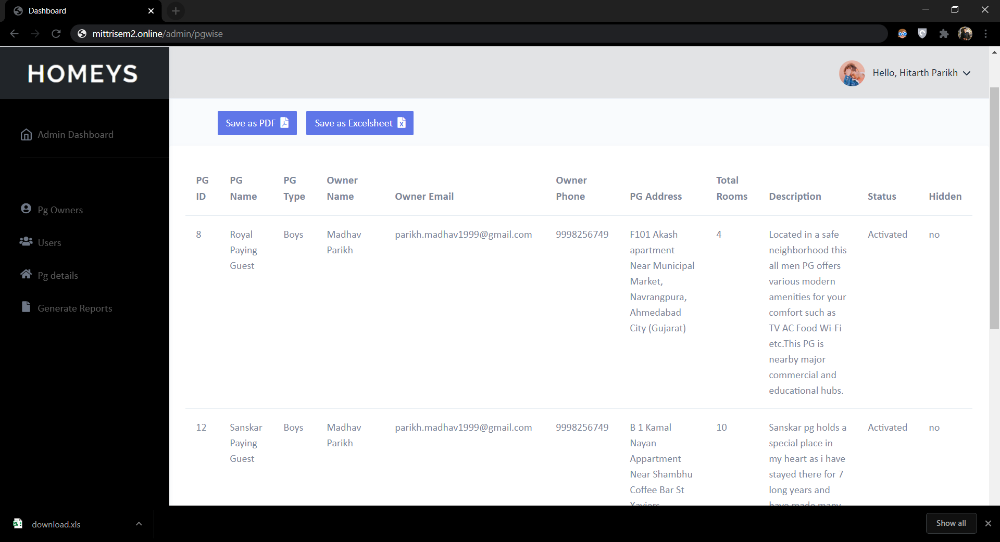 Dashboard
mittrisem2.online/admin/pgwise
HOMEYS
Hello, Hitarth Parikh
Save as PDF
Save as Excelsheet
Admin Dashboard
Pg Owners
Users
Pg details
Generate Reports
PG ID
PG Name
PG Type
Owner Name
Owner Email
Owner Phone
PG Address
Total Rooms
Description
Status
Hidden
8
Royal
Paying
Guest
Boys
Madhav
Parikh
parikh.madhav1999@gmail.com
9998256749
F101 Akash
apartment
Near Municipal
Market,
Navrangpura,
Ahmedabad
City (Gujarat)
4
Located in a safe
neighborhood this
all men PG offers
various modern
amenities for your
comfort such as
TV AC Food Wi-Fi
etc.This PG is
nearby major
commercial and
educational hubs.
Activated
no
12
Sanskar
Paying
Guest
Boys
Madhav
Parikh
parikh.madhav1999@gmail.com
9998256749
B 1 Kamal
Nayan
Appartment
Near Shambhu
Coffee Bar St
Xaviers
10
Sanskar pg holds a
special place in
my heart as i have
stayed there for 7
long years and
have made many
Activated
no
download.xls
Show all